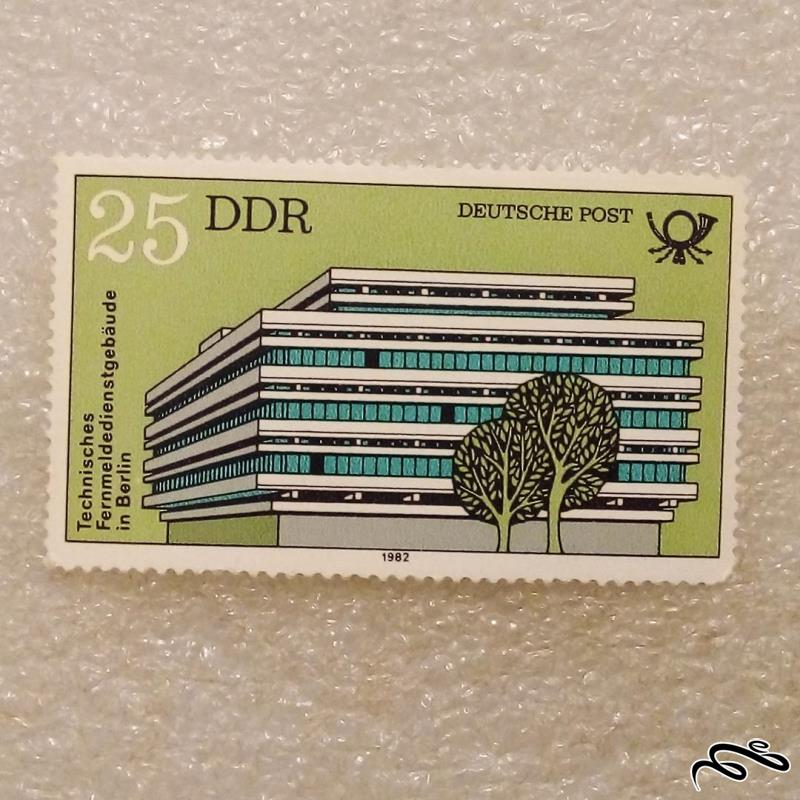 25 DDR
DEUTSCHE POST
Technisches
Fernmeldedienstgebäude
in Berlin
1982